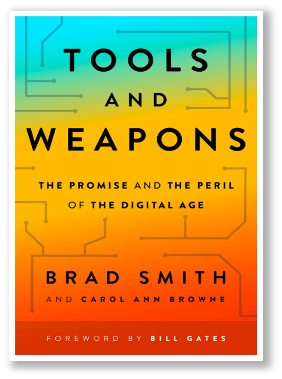 TOOLS
AND
WEAPONS
THE PROMISE AND THE PERIL
OF THE DIGITAL AGE
BRAD SMITH
AND CAROL ANN BROWNE
FOREWORD BY BILL GATES